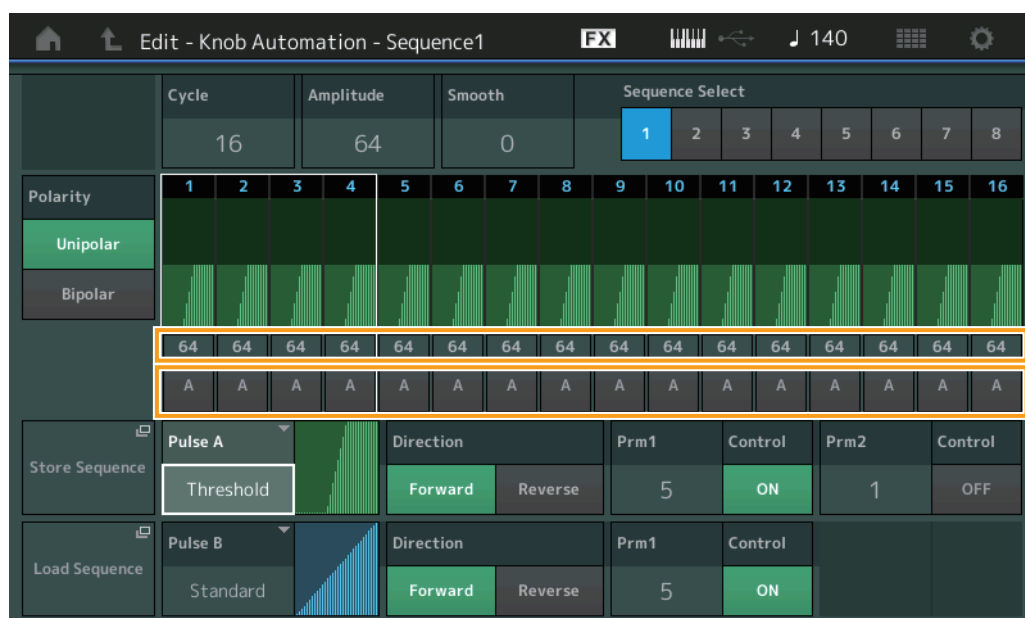 Edit - Knob Automation - Sequence1 FX ♩ 140
Cycle Amplitude Smooth Sequence Select
16 64 0 1 2 3 4 5 6 7 8
Polarity 1 2 3 4 5 6 7 8 9 10 11 12 13 14 15 16
Unipolar
Bipolar
64 64 64 64 64 64 64 64 64 64 64 64 64 64 64 64
A A A A A A A A A A A A A A A A
Store Sequence
Pulse A Direction Prm1 Control Prm2 Control
Threshold Forward Reverse 5 ON 1 OFF
Load Sequence
Pulse B Direction Prm1 Control
Standard Forward Reverse 5 ON